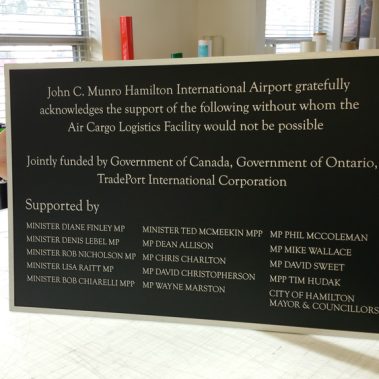 John C. Munro Hamilton International Airport gratefully
acknowledges the support of the following without whom the
Air Cargo Logistics Facility would not be possible
Jointly funded by Government of Canada, Government of Ontario,
TradePort International Corporation
Supported by
MINISTER DIANE FINLEY MP
MINISTER DENIS LEBEL MP
MINISTER ROB NICHOLSON MP
MINISTER LISA RAITT MP
MINISTER BOB CHIARELLI MPP
MINISTER TED MCMEEKIN MPP
MP DEAN ALLISON
MP CHRIS CHARLTON
MP DAVID CHRISTOPHERSON
MP WAYNE MARSTON
MP PHIL MCCOLEMAN
MP MIKE WALLACE
MP DAVID SWEET
MPP TIM HUDAK
CITY OF HAMILTON
MAYOR & COUNCILLORS